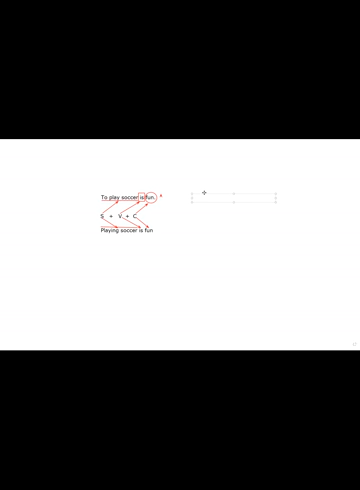 To play soccer is fun.
S + V + C
Playing soccer is fun